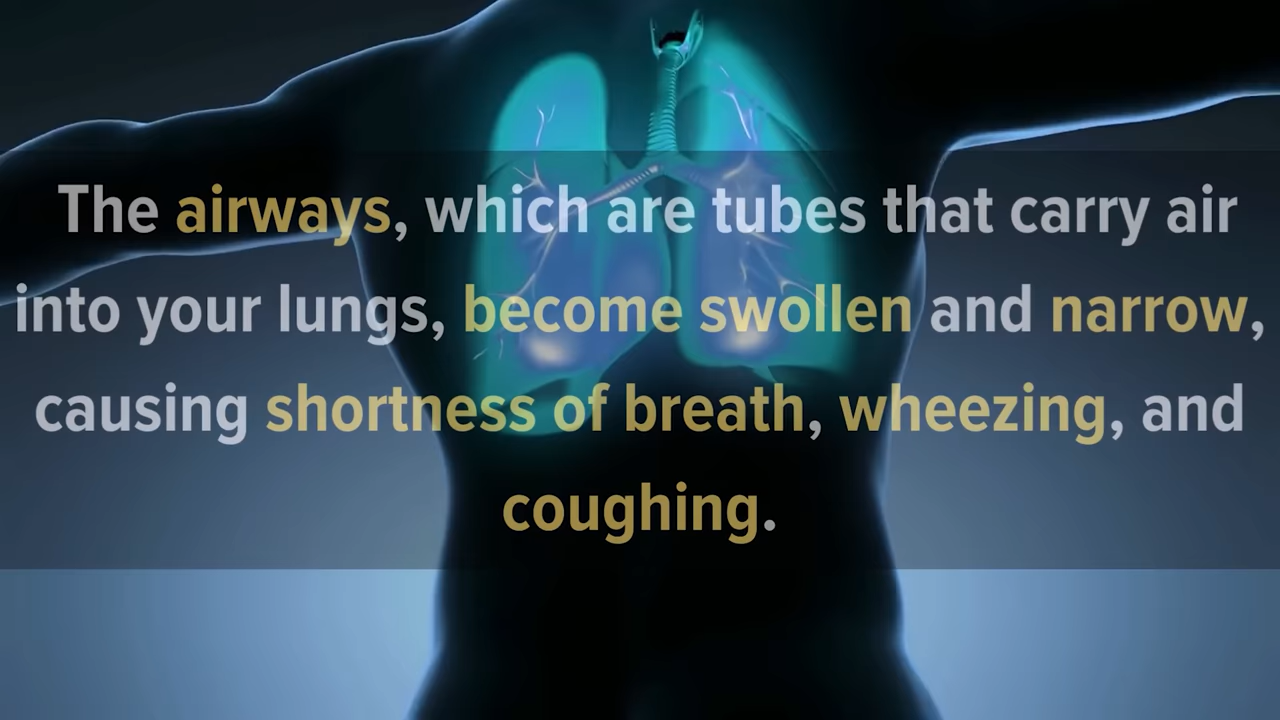 The airways, which are tubes that carry air
into your lungs, become swollen and narrow,
causing shortness of breath, wheezing, and
coughing.